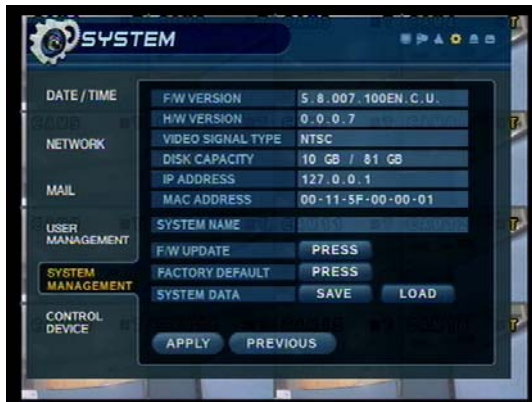 SYSTEM
DATE / TIME
NETWORK
MAIL
USER
MANAGEMENT
SYSTEM
MANAGEMENT
CONTROL
DEVICE
F/W VERSION 5.8.007.100EN.C.U.
H/W VERSION 0.0.0.7
VIDEO SIGNAL TYPE NTSC
DISK CAPACITY 10 GB / 81 GB
IP ADDRESS 127.0.0.1
MAC ADDRESS 00-11-5F-00-00-01
SYSTEM NAME
F/W UPDATE PRESS
FACTORY DEFAULT PRESS
SYSTEM DATA SAVE LOAD
APPLY PREVIOUS